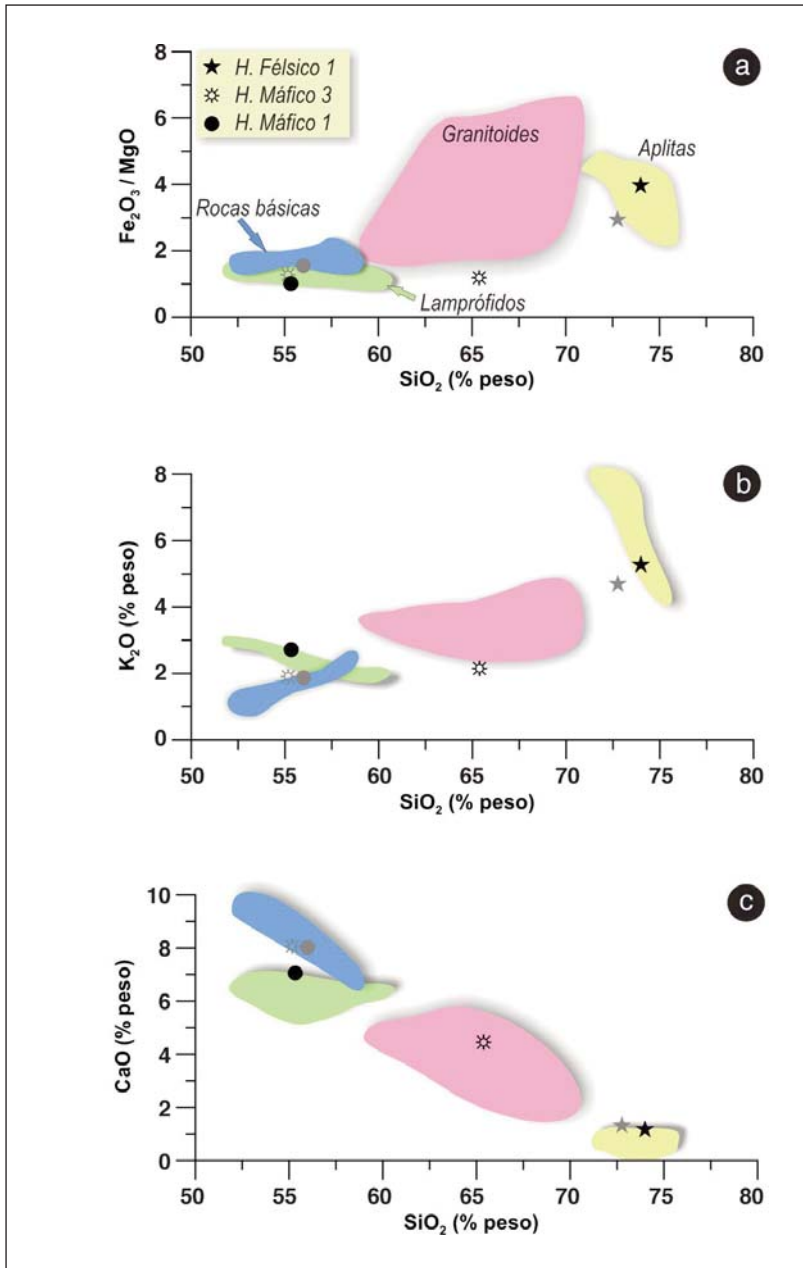 a
H. Félsico 1
H. Máfico 3
H. Máfico 1
8
6
4
2
0
Fe₂O₃ / MgO
Granitoides
Aplitas
Rocas básicas
Lamprófidos
50 55 60 65 70 75 80
SiO₂ (% peso)
b
8
6
4
2
0
K₂O (% peso)
50 55 60 65 70 75 80
SiO₂ (% peso)
c
10
8
6
4
2
0
CaO (% peso)
50 55 60 65 70 75 80
SiO₂ (% peso)